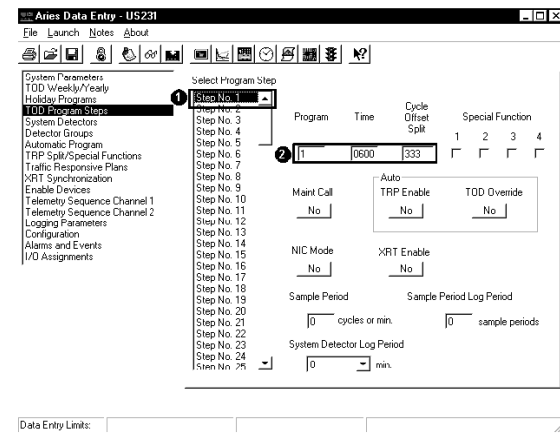 Aries Data Entry - US231
File Launch Notes About
System Parameters
TOD Weekly/Yearly
Holiday Programs
TOD Program Steps
System Detectors
Detector Groups
Automatic Program
TRP Split/Special Functions
Traffic Responsive Plans
XRT Synchronization
Enable Devices
Telemetry Sequence Channel 1
Telemetry Sequence Channel 2
Logging Parameters
Configuration
Alarms and Events
I/O Assignments
Select Program Step
1
Step No. 1
Step No. 2
Step No. 3
Step No. 4
Step No. 5
Step No. 6
Step No. 7
Step No. 8
Step No. 9
Step No. 10
Step No. 11
Step No. 12
Step No. 13
Step No. 14
Step No. 15
Step No. 16
Step No. 17
Step No. 18
Step No. 19
Step No. 20
Step No. 21
Step No. 22
Step No. 23
Step No. 24
Step No. 25
Program Time Cycle Offset Split Special Function
1 2 3 4
2 1 0600 333
Auto
Maint Call TRP Enable TOD Override
No No No
NIC Mode XRT Enable
No No
Sample Period Sample Period Log Period
0 cycles or min. 0 sample periods
System Detector Log Period
0 min.
Data Entry Limits: